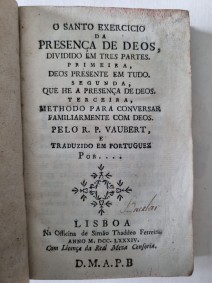 O SANTO EXERCICIO
DA
PRESENÇA DE DEOS,
DIVIDIDO EM TRES PARTES.
PRIMEIRA,
DEOS PRESENTE EM TUDO.
SEGUNDA,
QUE HE A PRESENÇA DE DEOS.
TERCEIRA,
METHODO PARA CONVERSAR
FAMILIARMENTE COM DEOS.
PELO R. P. VAUBERT,
E
TRADUZIDO EM PORTUGUEZ
POR....
LISBOA
Na Officina de Simão Thaddeo Ferreira.
ANNO M. DCC. LXXXIV.
Com Licença da Real Meza Censoria.
D. M. A. P. B